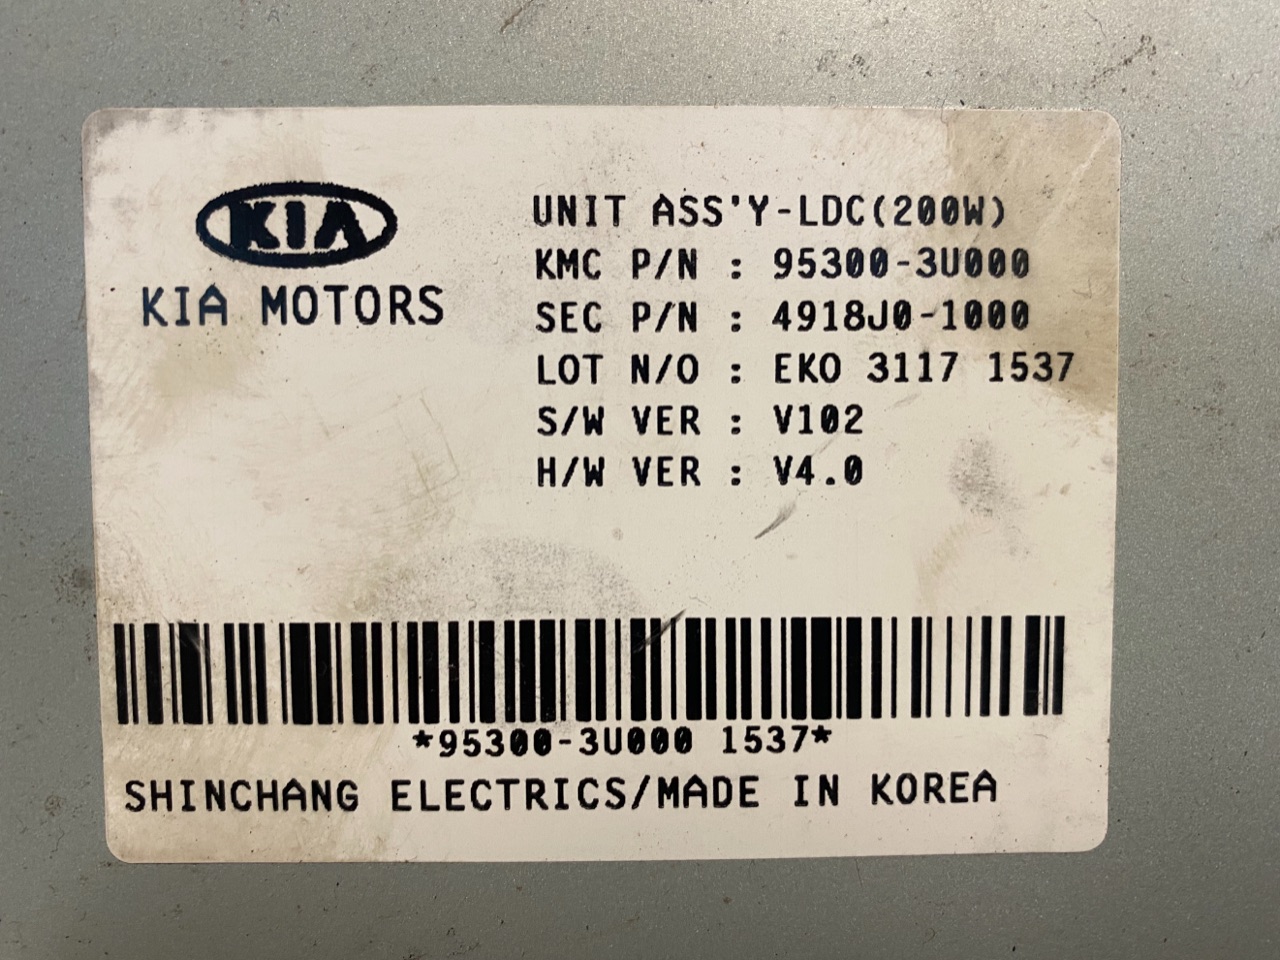 KIA
KIA MOTORS
UNIT ASS'Y-LDC(200W)
KMC P/N : 95300-3U000
SEC P/N : 4918J0-1000
LOT N/O : EKO 3117 1537
S/W VER : V102
H/W VER : V4.0
*95300-3U000 1537*
SHINCHANG ELECTRICS/MADE IN KOREA